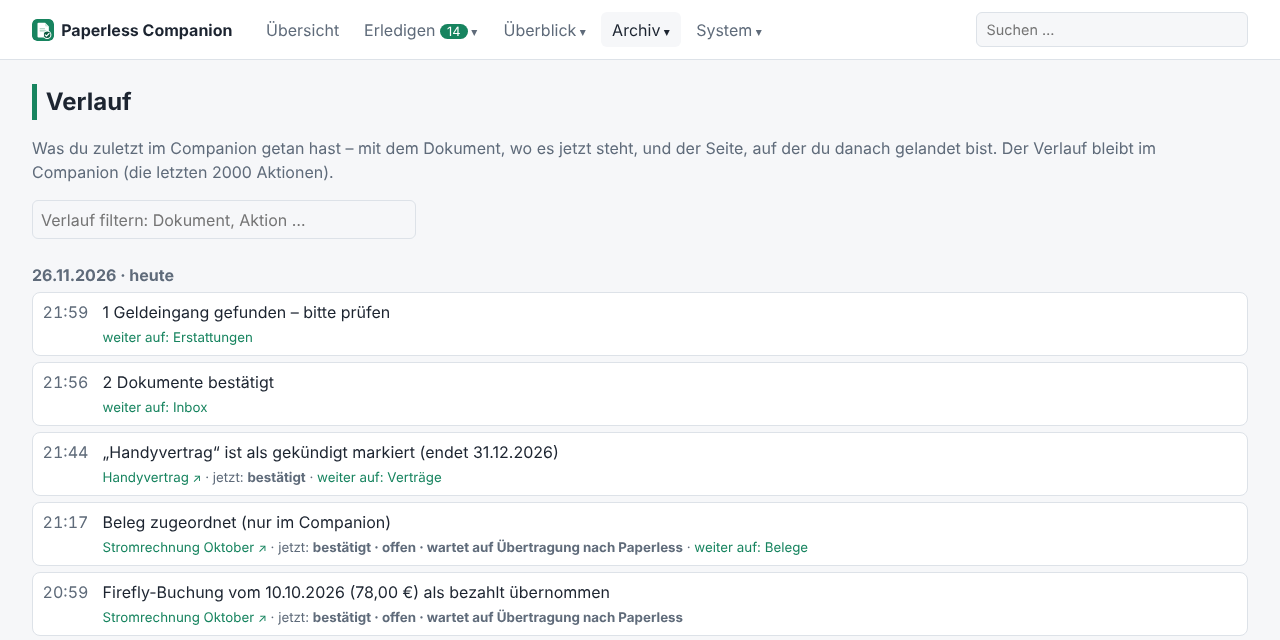 Paperless Companion Übersicht Erledigen 14 ▾ Überblick ▾ Archiv ▾ System ▾ Suchen ...
Verlauf
Was du zuletzt im Companion getan hast – mit dem Dokument, wo es jetzt steht, und der Seite, auf der du danach gelandet bist. Der Verlauf bleibt im
Companion (die letzten 2000 Aktionen).
Verlauf filtern: Dokument, Aktion ...
26.11.2026 · heute
21:59 1 Geldeingang gefunden – bitte prüfen
weiter auf: Erstattungen
21:56 2 Dokumente bestätigt
weiter auf: Inbox
21:44 „Handyvertrag“ ist als gekündigt markiert (endet 31.12.2026)
Handyvertrag ↗ · jetzt: bestätigt · weiter auf: Verträge
21:17 Beleg zugeordnet (nur im Companion)
Stromrechnung Oktober ↗ · jetzt: bestätigt · offen · wartet auf Übertragung nach Paperless · weiter auf: Belege
20:59 Firefly-Buchung vom 10.10.2026 (78,00 €) als bezahlt übernommen
Stromrechnung Oktober ↗ · jetzt: bestätigt · offen · wartet auf Übertragung nach Paperless